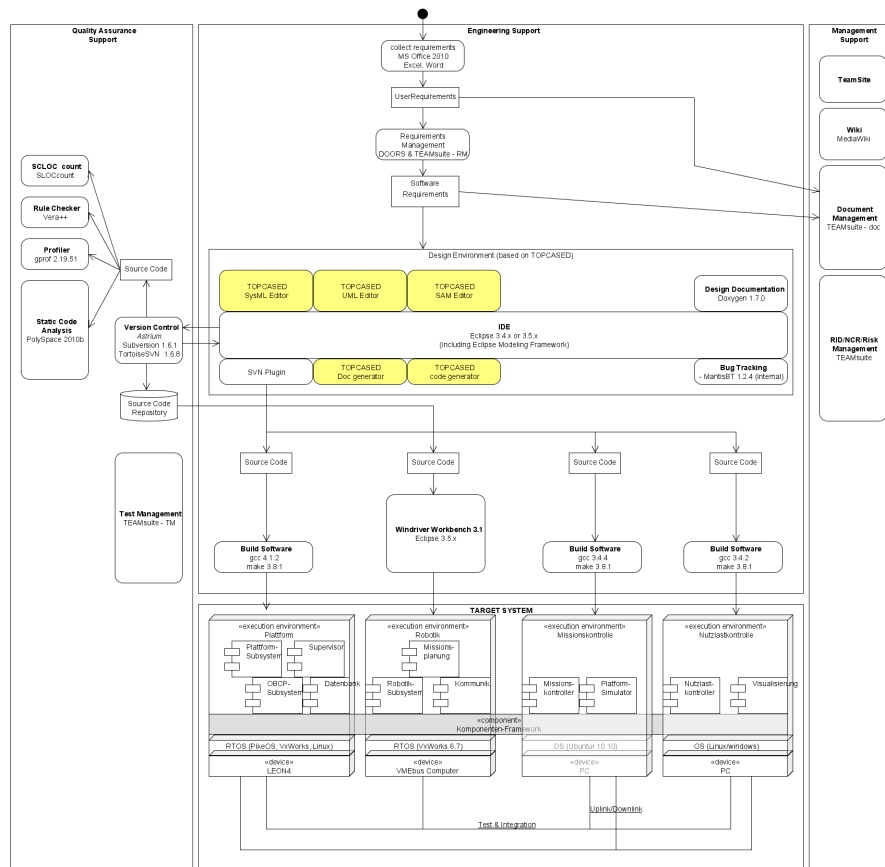 Quality Assurance
Support
Engineering Support
Management
Support
collect requirements
MS Office 2010
Excel, Word
UserRequirements
Requirements
Management
DOORS & TEAMsuite - RM
Software
Requirements
TeamSite
Wiki
MediaWiki
Document
Management
TEAMsuite - doc
RID/NCR/Risk
Management
TEAMsuite
SCLOC count
SLOCcount
Rule Checker
Vera++
Profiler
gprof 2.19.51
Static Code
Analysis
PolySpace 2010b
Source Code
Version Control
Astrium
Subversion 1.6.1
TortoiseSVN 1.6.8
Source Code
Repository
Test Management
TEAMsuite - TM
Design Environment (based on TOPCASED)
TOPCASED
SysML Editor
TOPCASED
UML Editor
TOPCASED
SAM Editor
Design Documentation
Doxygen 1.7.0
IDE
Eclipse 3.4.x or 3.5.x
(including Eclipse Modeling Framework)
SVN Plugin
TOPCASED
Doc generator
TOPCASED
code generator
Bug Tracking
- MantisBT 1.2.4 (internal)
Source Code
Source Code
Source Code
Source Code
Build Software
gcc 4.1.2
make 3.8.1
Windriver Workbench 3.1
Eclipse 3.5.x
Build Software
gcc 3.4.4
make 3.8.1
Build Software
gcc 3.4.2
make 3.8.1
TARGET SYSTEM
«execution environment»
Plattform
Plattform-
Subsystem
Supervisor
OBCP-
Subsystem
Datenbank
«execution environment»
Robotik
Missions-
planung
Robotik-
Subsystem
Kommunik.
«execution environment»
Missionskontrolle
Missions-
kontroller
Platform-
Simulator
«execution environment»
Nutzlastkontrolle
Nutzlast-
kontroller
Visualisierung
«component»
Komponenten-Framework
RTOS (PikeOS, VxWorks, Linux)
RTOS (VxWorks 6.7)
OS (Ubuntur 10.10)
OS (Linux/windows)
«device»
LEON4
«device»
VMEbus Computer
«device»
PC
«device»
PC
Uplink/Downlink
Test & Integration